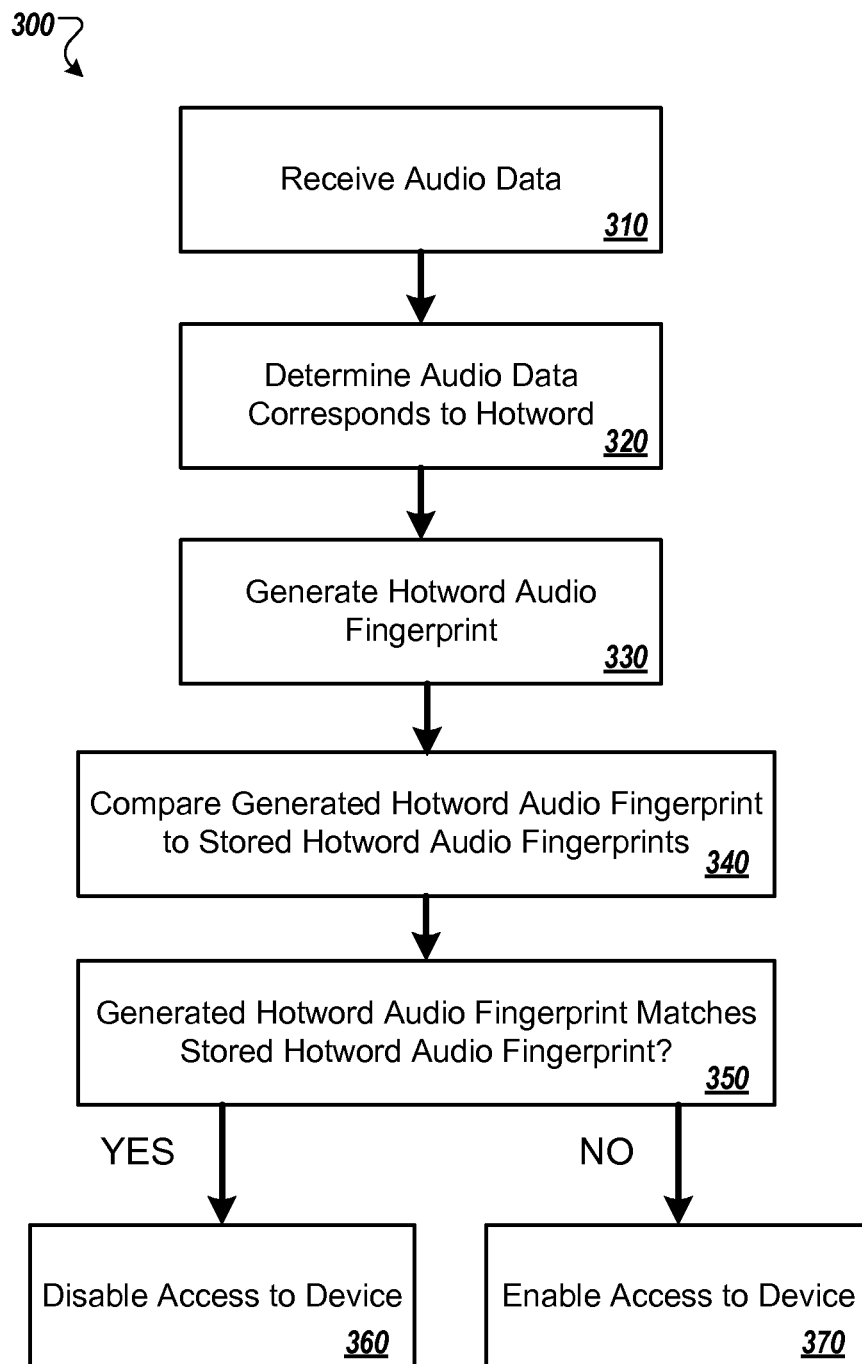 300
Receive Audio Data
310
Determine Audio Data
Corresponds to Hotword
320
Generate Hotword Audio
Fingerprint
330
Compare Generated Hotword Audio Fingerprint
to Stored Hotword Audio Fingerprints
340
Generated Hotword Audio Fingerprint Matches
Stored Hotword Audio Fingerprint?
350
YES
NO
Disable Access to Device
360
Enable Access to Device
370